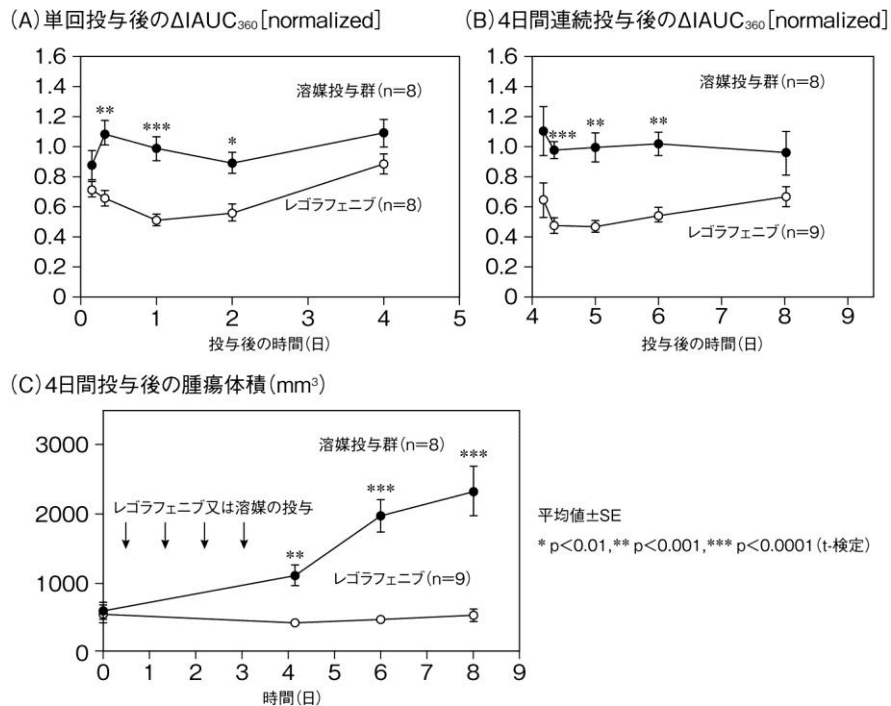 (A)単回投与後のΔIAUC₃₆₀[normalized]
1.6
1.4
1.2
1.0
0.8
0.6
0.4
0.2
0
溶媒投与群(n=8)
** *** *
レゴラフェニブ(n=8)
0 1 2 3 4 5
投与後の時間(日)
(B)4日間連続投与後のΔIAUC₃₆₀[normalized]
1.6
1.4
1.2
1.0
0.8
0.6
0.4
0.2
0
溶媒投与群(n=8)
*** ** **
レゴラフェニブ(n=9)
4 5 6 7 8 9
投与後の時間(日)
(C)4日間投与後の腫瘍体積(mm³)
3000
2000
1000
0
溶媒投与群(n=8)
レゴラフェニブ又は溶媒の投与
** *** ***
レゴラフェニブ(n=9)
0 1 2 3 4 5 6 7 8 9
時間(日)
平均値±SE
* p<0.01,** p<0.001,*** p<0.0001(t-検定)